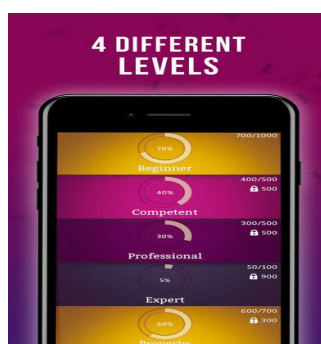 4 DIFFERENT
LEVELS
700/1000
70%
Beginner
400/500
500
40%
Competent
300/500
500
30%
Professional
50/100
900
5%
Expert
600/700
300
60%
Proverbs